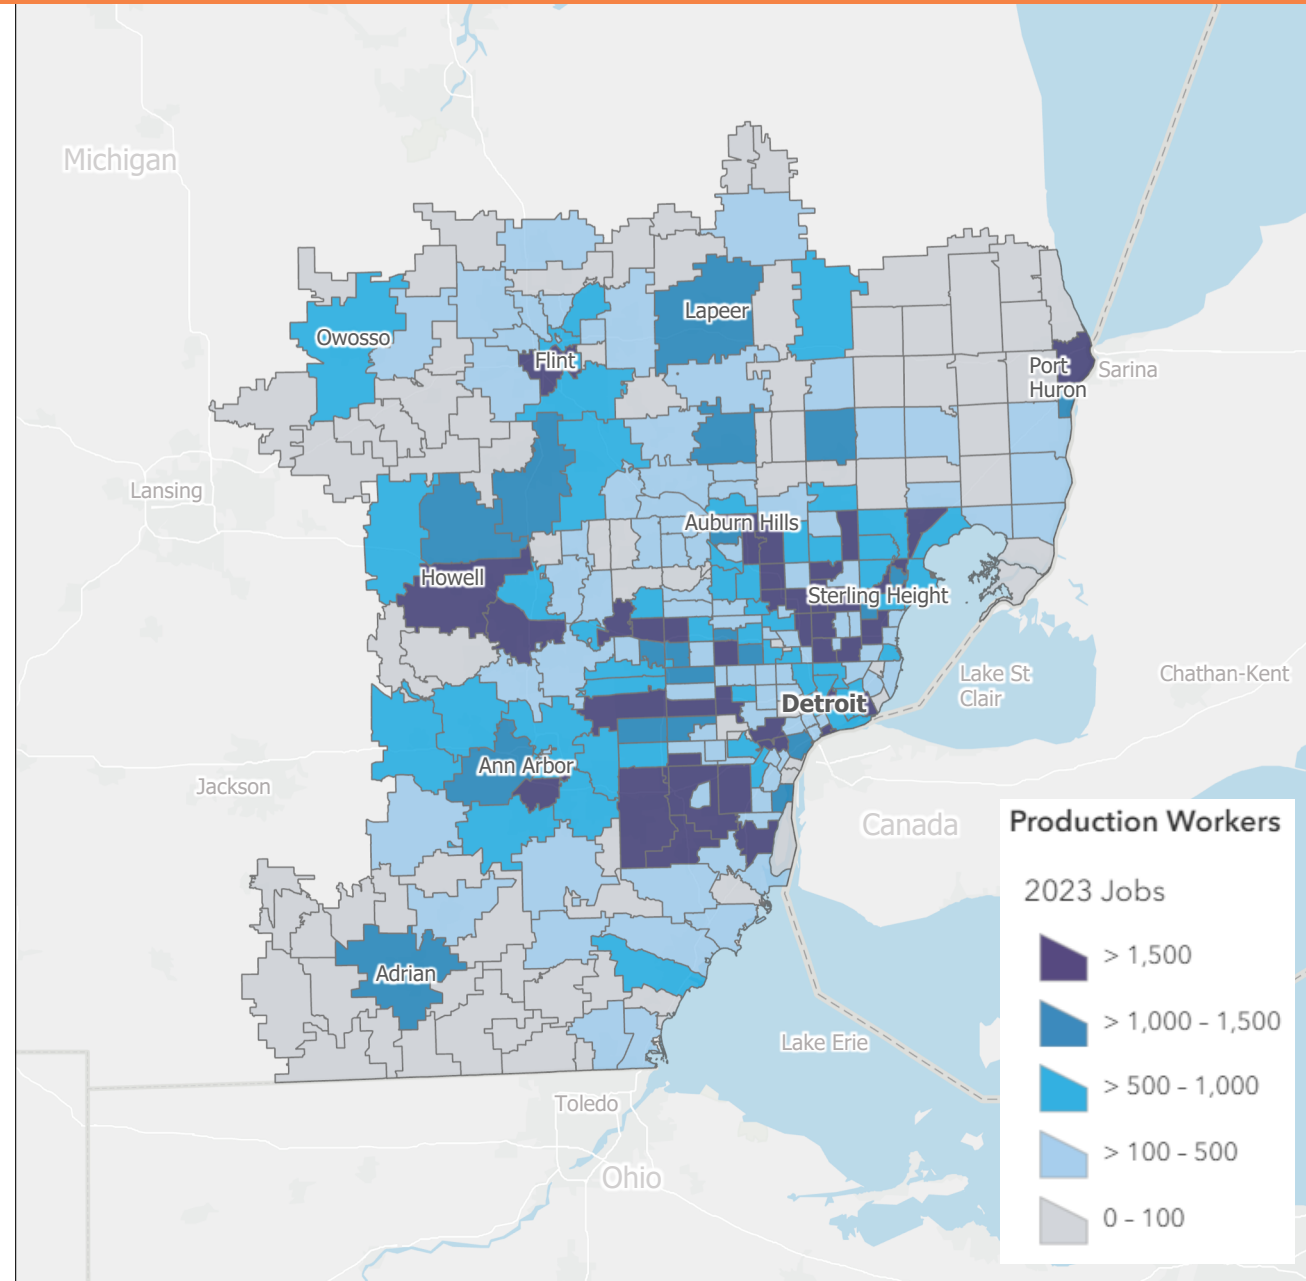 Michigan
Owosso
Lapeer
Flint
Port
Huron
Sarina
Lansing
Auburn Hills
Howell
Sterling Height
Lake St
Clair
Chathan-Kent
Detroit
Ann Arbor
Jackson
Canada
Adrian
Lake Erie
Toledo
Ohio
Production Workers
2023 Jobs
> 1,500
> 1,000 - 1,500
> 500 - 1,000
> 100 - 500
0 - 100